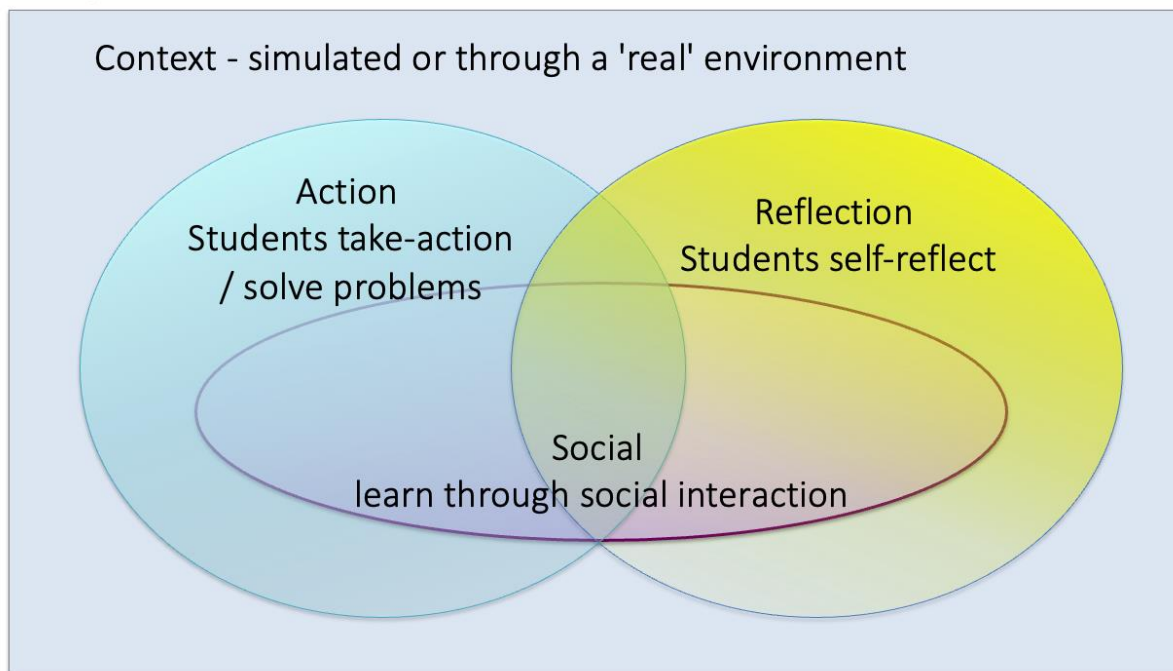 Context - simulated or through a 'real' environment
Action
Students take-action
/ solve problems
Reflection
Students self-reflect
Social
learn through social interaction